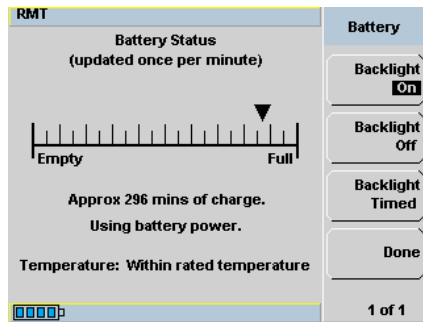 RMT
Battery Status
(updated once per minute)
Empty
Full
Approx 296 mins of charge.
Using battery power.
Temperature: Within rated temperature
Battery
Backlight
On
Backlight
Off
Backlight
Timed
Done
1 of 1